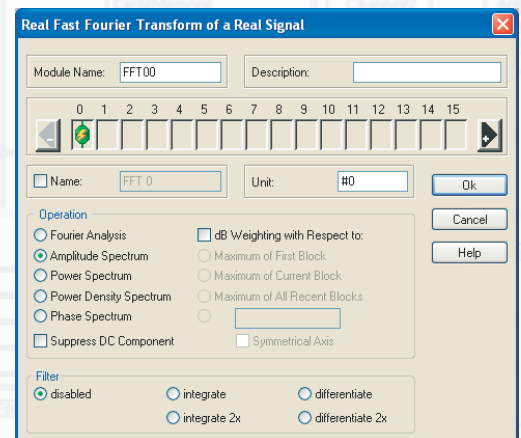 Real Fast Fourier Transform of a Real Signal
Module Name: FFT00 Description:
0 1 2 3 4 5 6 7 8 9 10 11 12 13 14 15
Name: FFT 0 Unit: #0 Ok
Operation Cancel
Fourier Analysis dB Weighting with Respect to:
Amplitude Spectrum Maximum of First Block Help
Power Spectrum Maximum of Current Block
Power Density Spectrum Maximum of All Recent Blocks
Phase Spectrum
Suppress DC Component Symmetrical Axis
Filter
disabled integrate differentiate
integrate 2x differentiate 2x